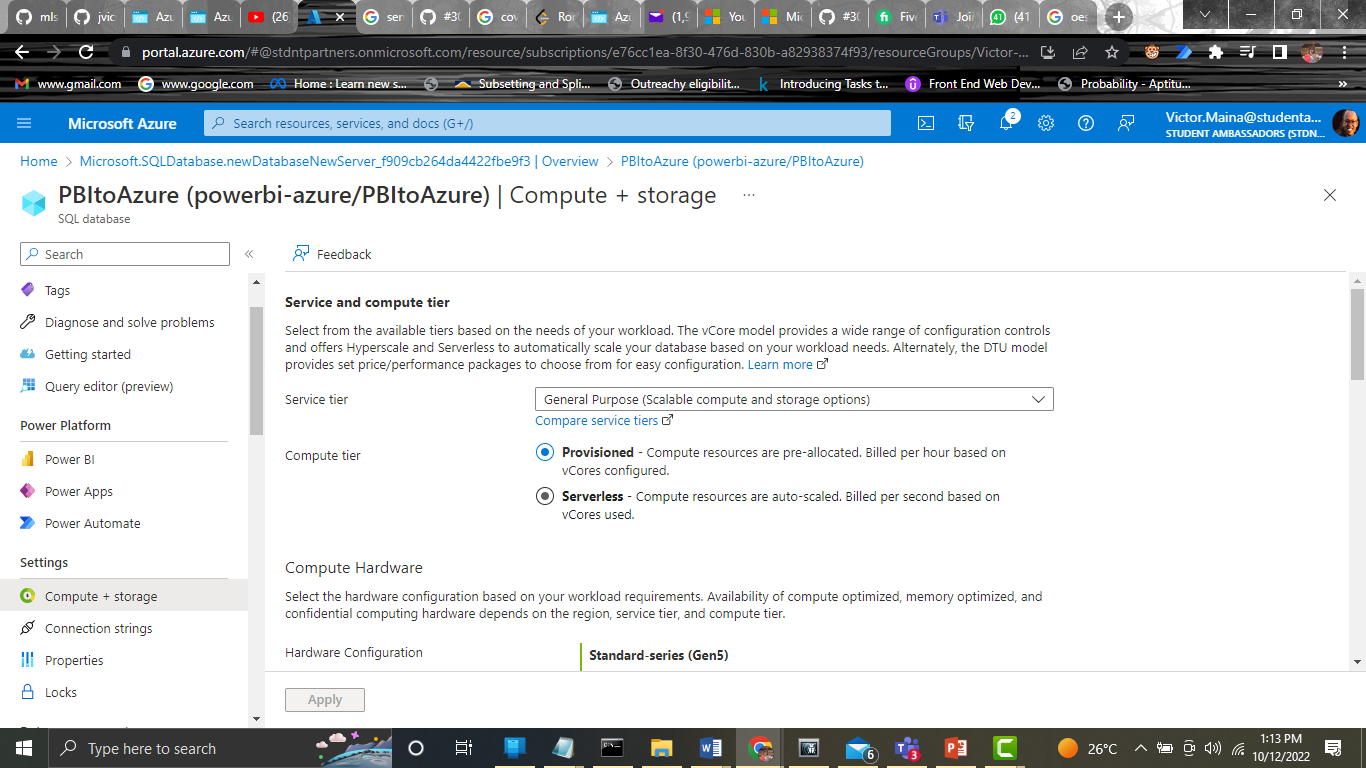 mls
jvic
Azu
Azu
(26
ser
#30
cov
Ro
Azu
(1,9
You
Mic
#30
Five
Joi
(41
oes
portal.azure.com/#@stdntpartners.onmicrosoft.com/resource/subscriptions/e76cc1ea-8f30-476d-830b-a82938374f93/resourceGroups/Victor-...
www.gmail.com
www.google.com
Home : Learn new s...
Subsetting and Spli...
Outreachy eligibilit...
Introducing Tasks t...
Front End Web Dev...
Probability - Aptitu...
»
Microsoft Azure
Search resources, services, and docs (G+/)
2
Victor.Maina@studenta...
STUDENT AMBASSADORS (STDN...
Home > Microsoft.SQLDatabase.newDatabaseNewServer_f909cb264da4422fbe9f3 | Overview > PBItoAzure (powerbi-azure/PBItoAzure)
PBItoAzure (powerbi-azure/PBItoAzure) | Compute + storage ...
SQL database
Search
«
Tags
Diagnose and solve problems
Getting started
Query editor (preview)
Power Platform
Power BI
Power Apps
Power Automate
Settings
Compute + storage
Connection strings
Properties
Locks
Feedback
Service and compute tier
Select from the available tiers based on the needs of your workload. The vCore model provides a wide range of configuration controls
and offers Hyperscale and Serverless to automatically scale your database based on your workload needs. Alternately, the DTU model
provides set price/performance packages to choose from for easy configuration. Learn more
Service tier
General Purpose (Scalable compute and storage options)
Compare service tiers
Compute tier
Provisioned - Compute resources are pre-allocated. Billed per hour based on
vCores configured.
Serverless - Compute resources are auto-scaled. Billed per second based on
vCores used.
Compute Hardware
Select the hardware configuration based on your workload requirements. Availability of compute optimized, memory optimized, and
confidential computing hardware depends on the region, service tier, and compute tier.
Hardware Configuration
Standard-series (Gen5)
Apply
Type here to search
6
3
26°C
1:13 PM
10/12/2022